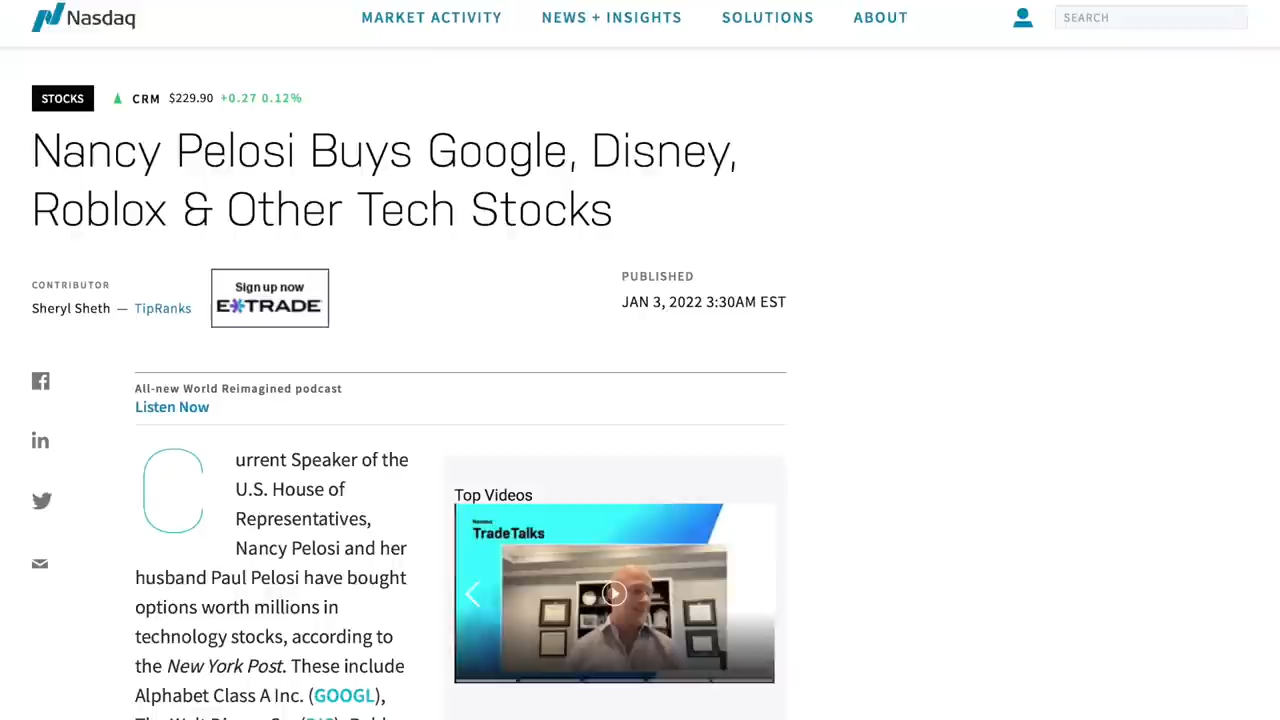 Nasdaq
MARKET ACTIVITY NEWS + INSIGHTS SOLUTIONS ABOUT
SEARCH
STOCKS CRM $229.90 +0.27 0.12%
Nancy Pelosi Buys Google, Disney,
Roblox & Other Tech Stocks
CONTRIBUTOR
Sheryl Sheth — TipRanks
Sign up now
E*TRADE
PUBLISHED
JAN 3, 2022 3:30AM EST
All-new World Reimagined podcast
Listen Now
Current Speaker of the
U.S. House of
Representatives,
Nancy Pelosi and her
husband Paul Pelosi have bought
options worth millions in
technology stocks, according to
the New York Post. These include
Alphabet Class A Inc. (GOOGL),
Top Videos
Nasdaq
TradeTalks